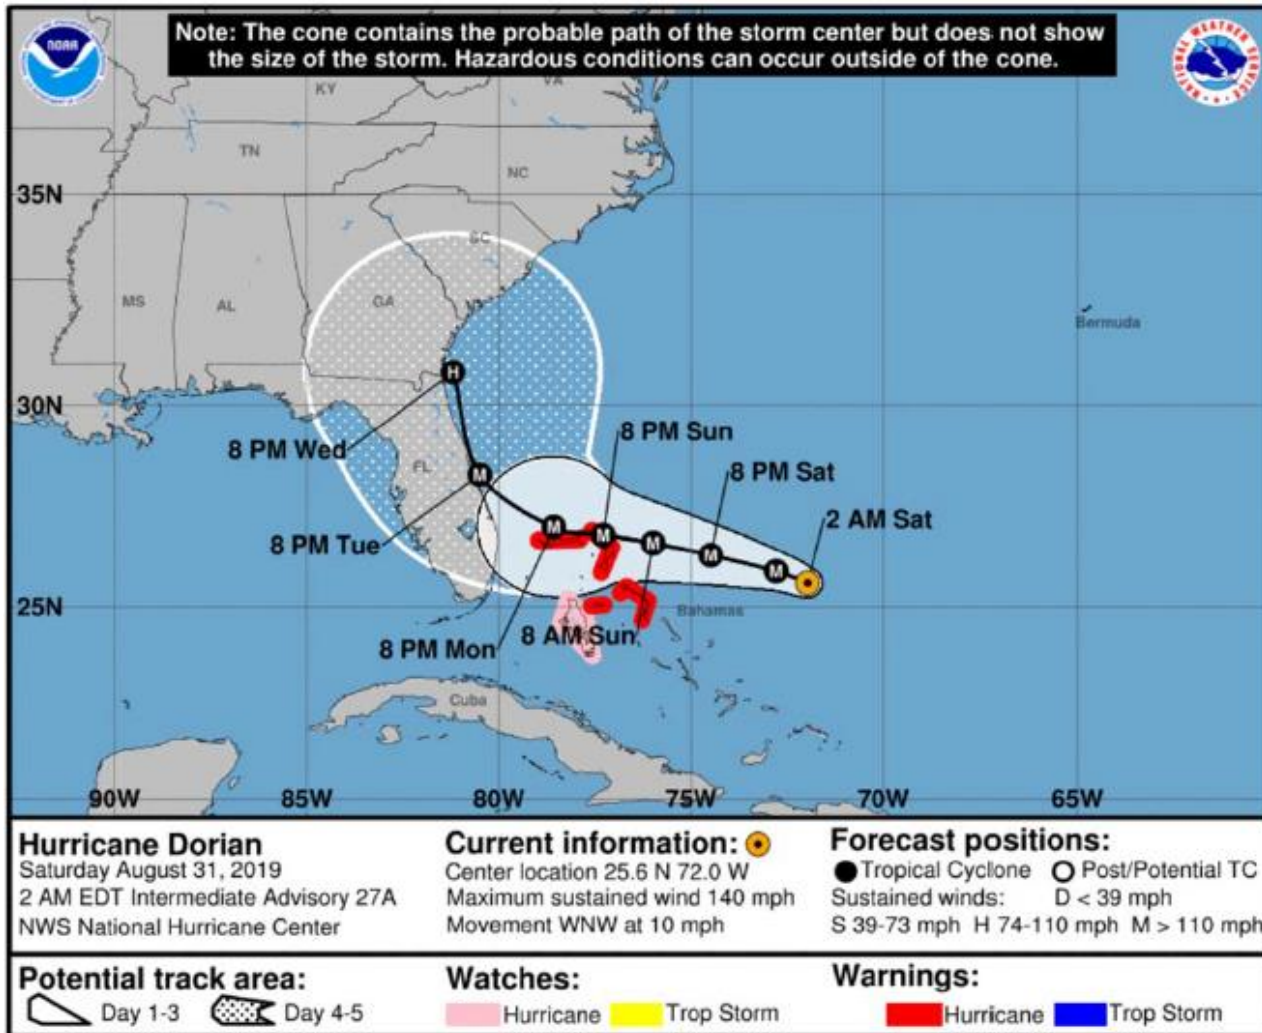 Note: The cone contains the probable path of the storm center but does not show
the size of the storm. Hazardous conditions can occur outside of the cone.
NOAA
NATIONAL WEATHER SERVICE
KY
VA
TN
NC
35N
SC
MS
AL
GA
Bermuda
H
30N
8 PM Sun
8 PM Wed
FL
M
8 PM Sat
2 AM Sat
8 PM Tue
M
M
M
M
M
25N
Bahamas
8 AM Sun
8 PM Mon
Cuba
90W
85W
80W
75W
70W
65W
Hurricane Dorian
Saturday August 31, 2019
2 AM EDT Intermediate Advisory 27A
NWS National Hurricane Center
Current information:
Center location 25.6 N 72.0 W
Maximum sustained wind 140 mph
Movement WNW at 10 mph
Forecast positions:
Tropical Cyclone Post/Potential TC
Sustained winds: D < 39 mph
S 39-73 mph H 74-110 mph M > 110 mph
Potential track area:
Day 1-3 Day 4-5
Watches:
Hurricane Trop Storm
Warnings:
Hurricane Trop Storm